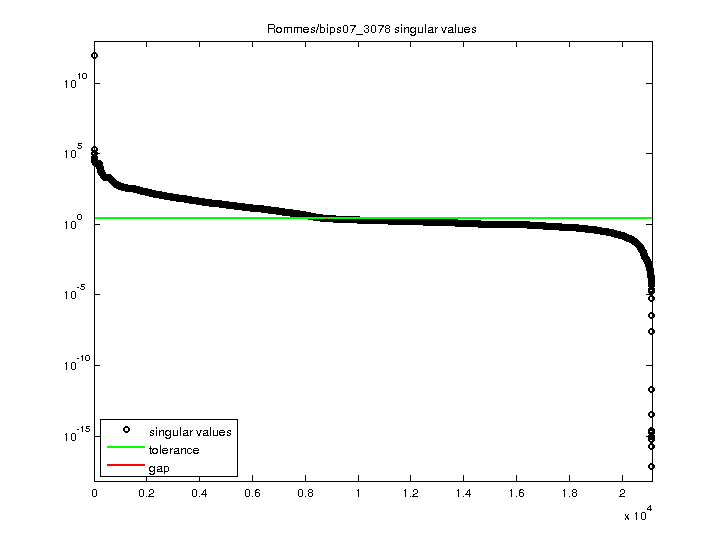 Rommes/bips07_3078 singular values
10^10
10^5
10^0
10^-5
10^-10
10^-15
singular values
tolerance
gap
0 0.2 0.4 0.6 0.8 1 1.2 1.4 1.6 1.8 2
x 10^4